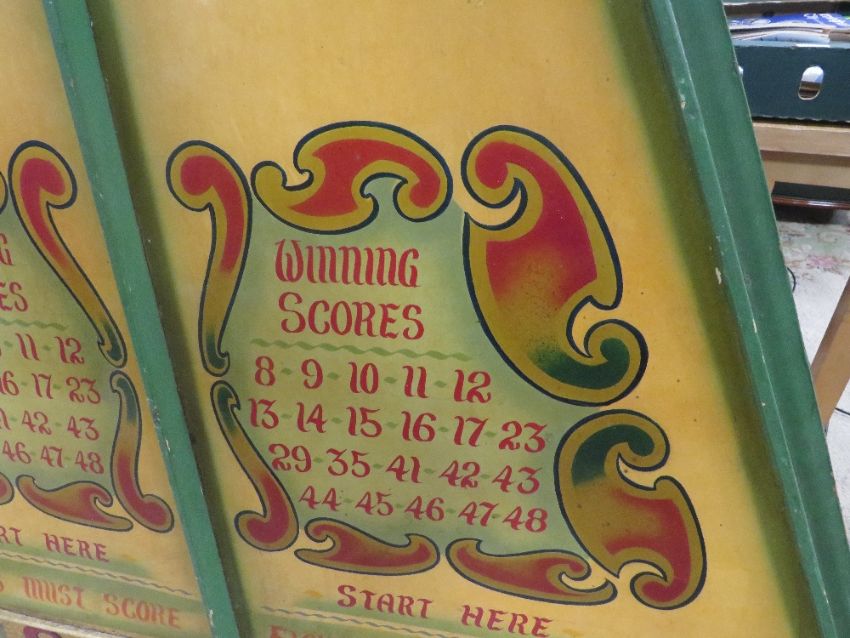 WINNING
SCORES
8-9-10-11-12
13-14-15-16-17-23
29-35-41-42-43
44-45-46-47-48
START HERE
11-12
16-17-23
42-43
46-47-48
HERE
MUST SCORE